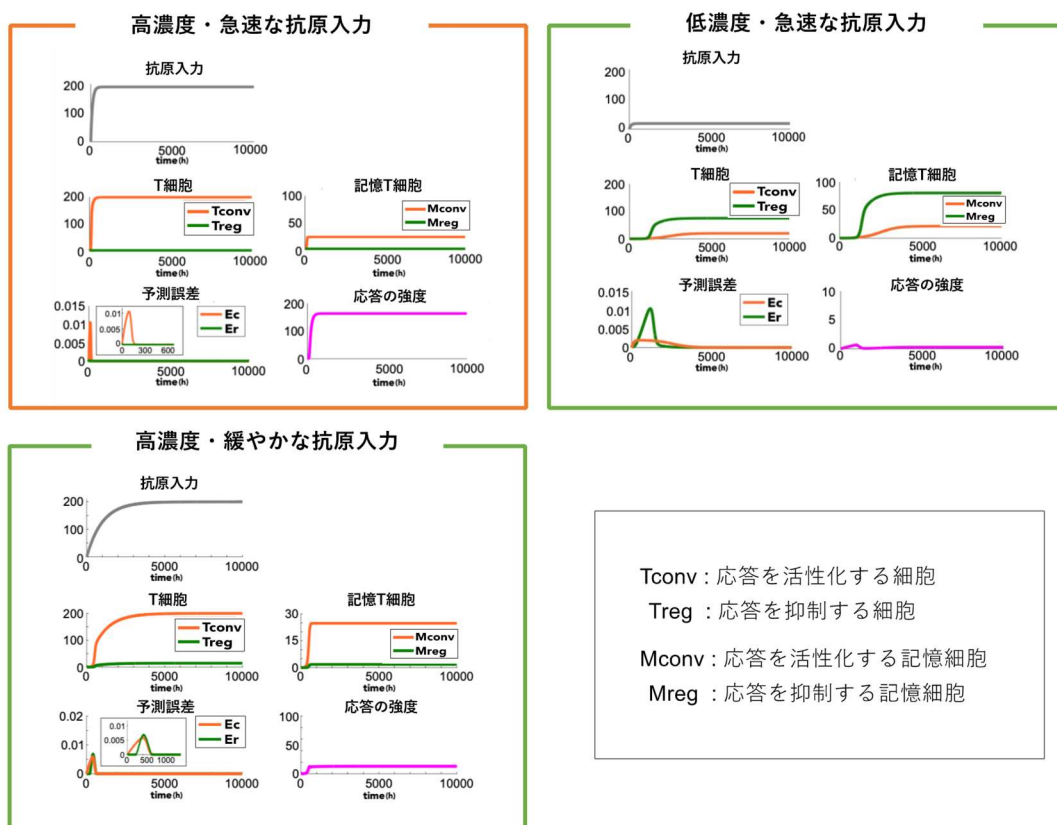 高濃度・急速な抗原入力
抗原入力
200
100
0
0
5000
10000
time(h)
T細胞
200
100
0
Tconv
Treg
0
5000
10000
time(h)
記憶T細胞
100
50
0
Mconv
Mreg
0
5000
10000
time(h)
予測誤差
0.015
0.01
0.005
0
0.01
0.005
0
0 300 600
Ec
Er
0
5000
10000
time(h)
応答の強度
200
100
0
0
5000
10000
time(h)
低濃度・急速な抗原入力
抗原入力
200
100
0
0
5000
10000
time(h)
T細胞
200
100
0
Tconv
Treg
0
5000
10000
time(h)
記憶T細胞
100
50
0
Mconv
Mreg
0
5000
10000
time(h)
予測誤差
0.015
0.01
0.005
0
Ec
Er
0
5000
10000
time(h)
応答の強度
10
5
0
0
5000
10000
time(h)
高濃度・緩やかな抗原入力
抗原入力
200
100
0
0
5000
10000
time(h)
T細胞
200
100
0
Tconv
Treg
0
5000
10000
time(h)
記憶T細胞
30
15
0
Mconv
Mreg
0
5000
10000
time(h)
予測誤差
0.02
0.01
0
0.01
0.005
0
0 500 1000
Ec
Er
0
5000
10000
time(h)
応答の強度
100
50
0
0
5000
10000
time(h)
Tconv : 応答を活性化する細胞
Treg : 応答を抑制する細胞
Mconv : 応答を活性化する記憶細胞
Mreg : 応答を抑制する記憶細胞